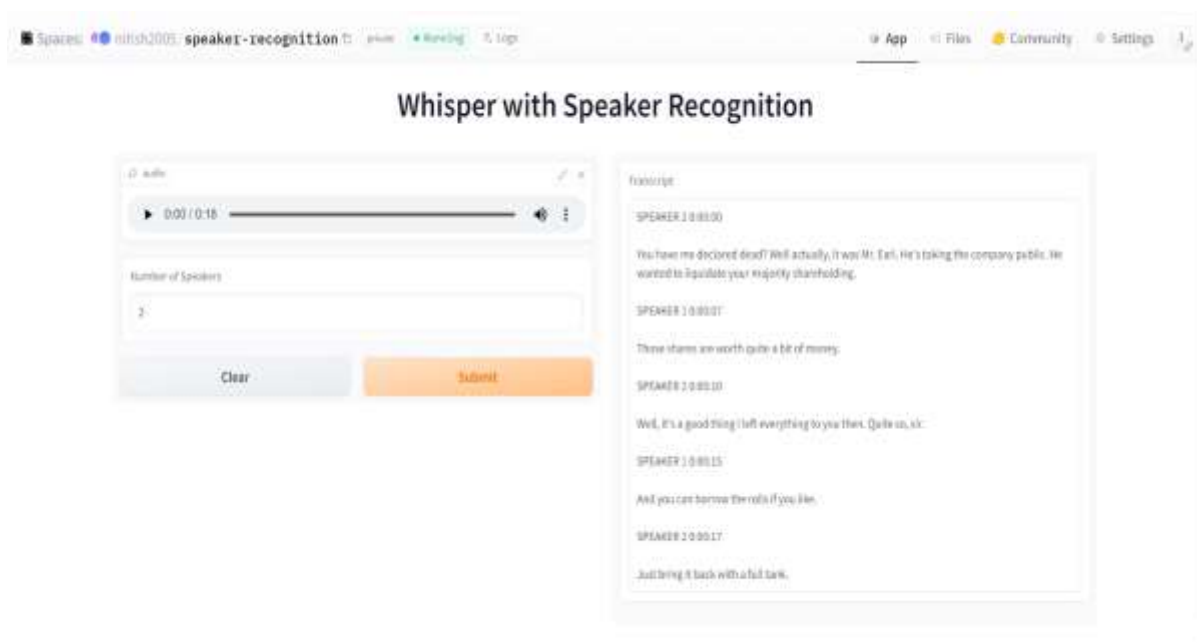 Spaces: nitish2005 speaker-recognition private Running Logs
App Files Community Settings
Whisper with Speaker Recognition
audio
0:00 / 0:18
Number of Speakers
2
Clear Submit
Transcript
SPEAKER 2 0:00:00
You have me declared dead? Well actually, it was Mr. Earl. He's taking the company public. He
wanted to liquidate your majority shareholding.
SPEAKER 1 0:00:07
Those shares are worth quite a bit of money.
SPEAKER 2 0:00:10
Well, it's a good thing I left everything to you then. Quite so, sir.
SPEAKER 1 0:00:15
And you can borrow the rolls if you like.
SPEAKER 2 0:00:17
Just bring it back with a full tank.